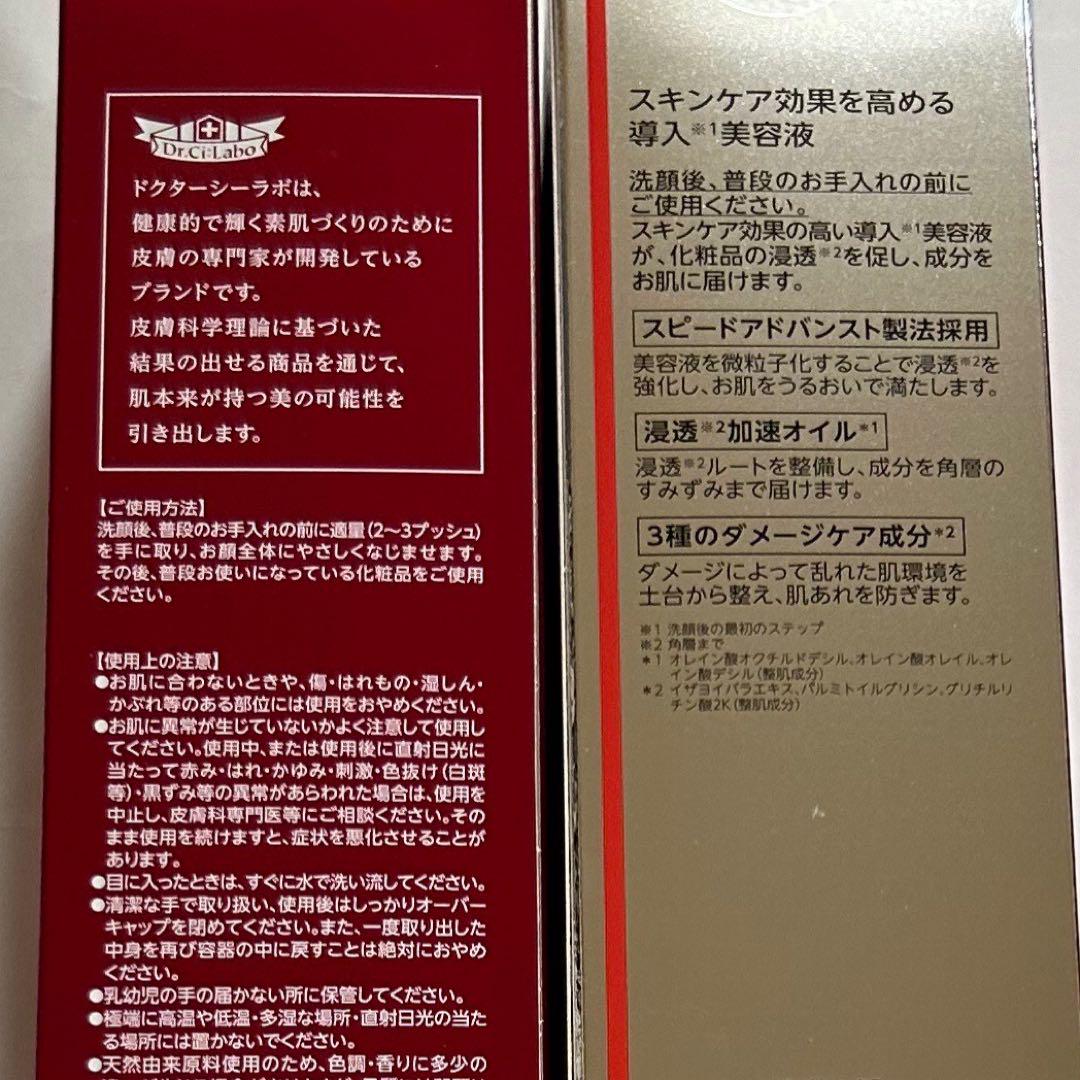 Dr.Ci:Labo
ドクターシーラボは、
健康的で輝く素肌づくりのために
皮膚の専門家が開発している
ブランドです。
皮膚科学理論に基づいた
結果の出せる商品を通じて、
肌本来が持つ美の可能性を
引き出します。
【ご使用方法】
洗顔後、普段のお手入れの前に適量(2〜3プッシュ)
を手に取り、お顔全体にやさしくなじませます。
その後、普段お使いになっている化粧品をご使用
ください。
【使用上の注意】
●お肌に合わないときや、傷・はれもの・湿しん・
かぶれ等のある部位には使用をおやめください。
●お肌に異常が生じていないかよく注意して使用し
てください。使用中、または使用後に直射日光に
当たって赤み・はれ・かゆみ・刺激・色抜け(白斑
等)・黒ずみ等の異常があらわれた場合は、使用を
中止し、皮膚科専門医等にご相談ください。その
まま使用を続けますと、症状を悪化させることが
あります。
●目に入ったときは、すぐに水で洗い流してください。
●清潔な手で取り扱い、使用後はしっかりオーバー
キャップを閉めてください。また、一度取り出した
中身を再び容器の中に戻すことは絶対におやめ
ください。
●乳幼児の手の届かない所に保管してください。
●極端に高温や低温・多湿な場所・直射日光の当た
る場所には置かないでください。
●天然由来原料使用のため、色調・香りに多少の
スキンケア効果を高める
導入※1美容液
洗顔後、普段のお手入れの前に
ご使用ください。
スキンケア効果の高い導入※1美容液
が、化粧品の浸透※2を促し、成分を
お肌に届けます。
スピードアドバンスト製法採用
美容液を微粒子化することで浸透※2を
強化し、お肌をうるおいで満たします。
浸透※2加速オイル*1
浸透※2ルートを整備し、成分を角層の
すみずみまで届けます。
3種のダメージケア成分*2
ダメージによって乱れた肌環境を
土台から整え、肌あれを防ぎます。
※1 洗顔後の最初のステップ
※2 角層まで
*1 オレイン酸オクチルドデシル、オレイン酸オレイル、オレ
イン酸デシル(整肌成分)
*2 イザヨイバラエキス、パルミトイルグリシン、グリチルリ
チン酸2K(整肌成分)